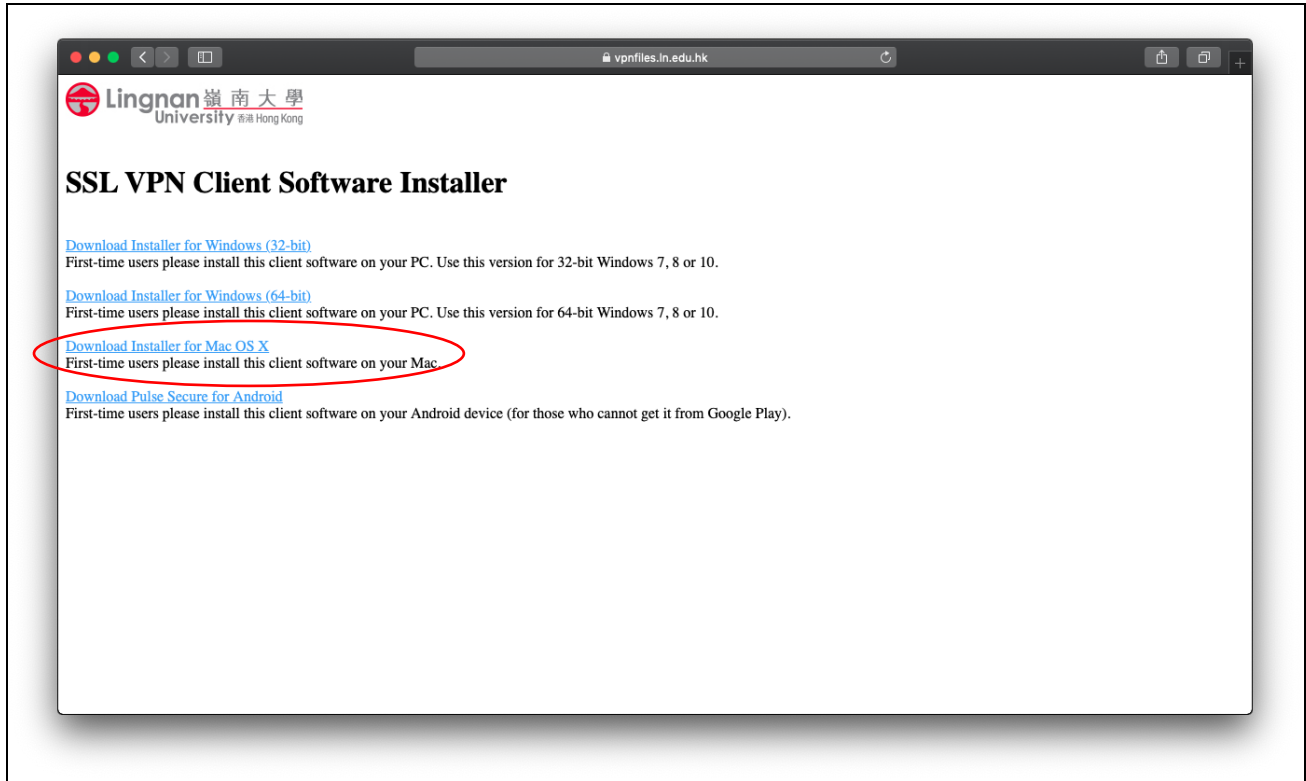 vpnfiles.ln.edu.hk
Lingnan 嶺南大學
University 香港 Hong Kong
SSL VPN Client Software Installer
Download Installer for Windows (32-bit)
First-time users please install this client software on your PC. Use this version for 32-bit Windows 7, 8 or 10.
Download Installer for Windows (64-bit)
First-time users please install this client software on your PC. Use this version for 64-bit Windows 7, 8 or 10.
Download Installer for Mac OS X
First-time users please install this client software on your Mac.
Download Pulse Secure for Android
First-time users please install this client software on your Android device (for those who cannot get it from Google Play).